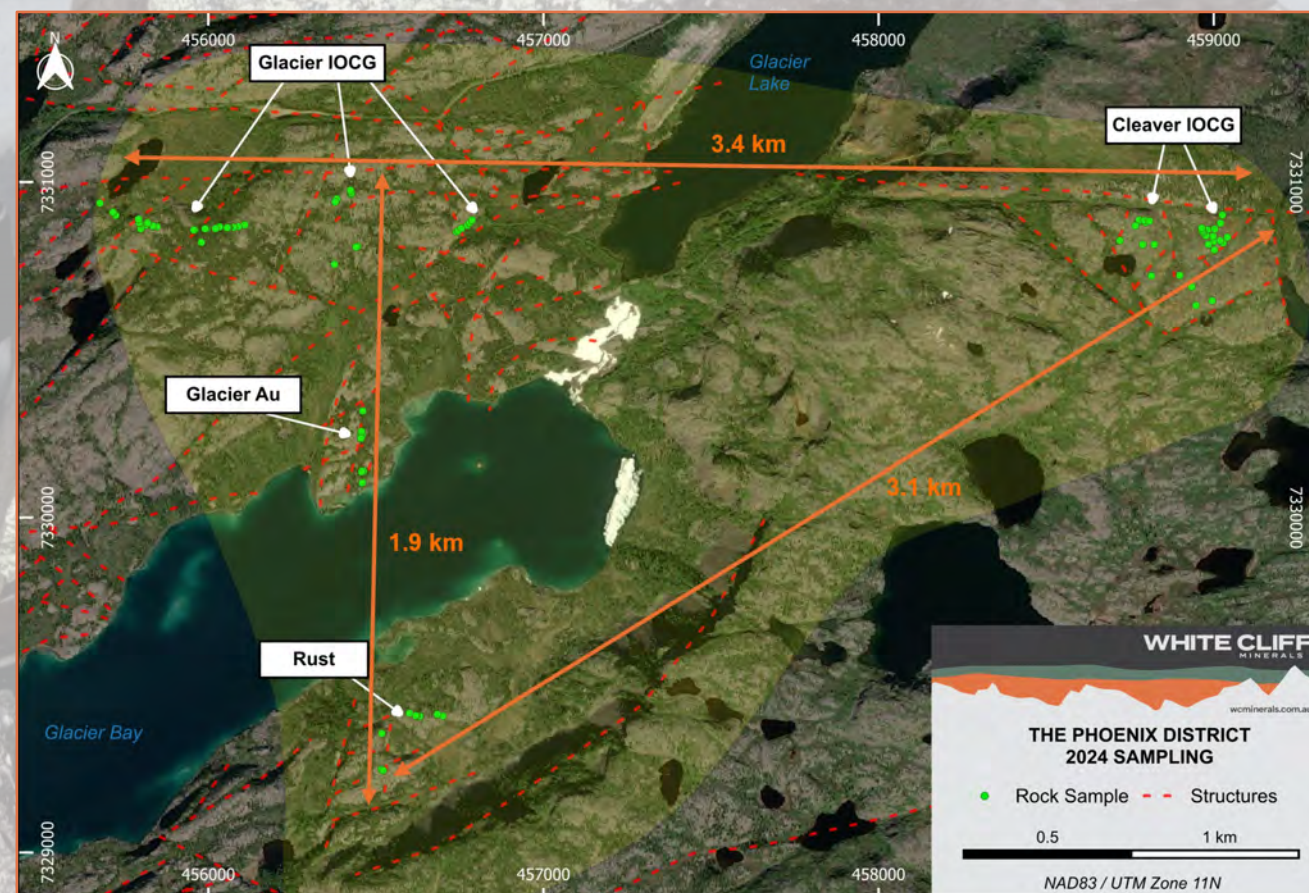 456000
457000
458000
459000
N
Glacier IOCG
Glacier
Lake
Cleaver IOCG
3.4 km
7331000
7331000
Glacier Au
7330000
7330000
3.1 km
1.9 km
Rust
Glacier Bay
7329000
456000
457000
458000
WHITE CLIFF
MINERALS
wcminerals.com.au
THE PHOENIX DISTRICT
2024 SAMPLING
Rock Sample
Structures
0.5
1 km
NAD83 / UTM Zone 11N